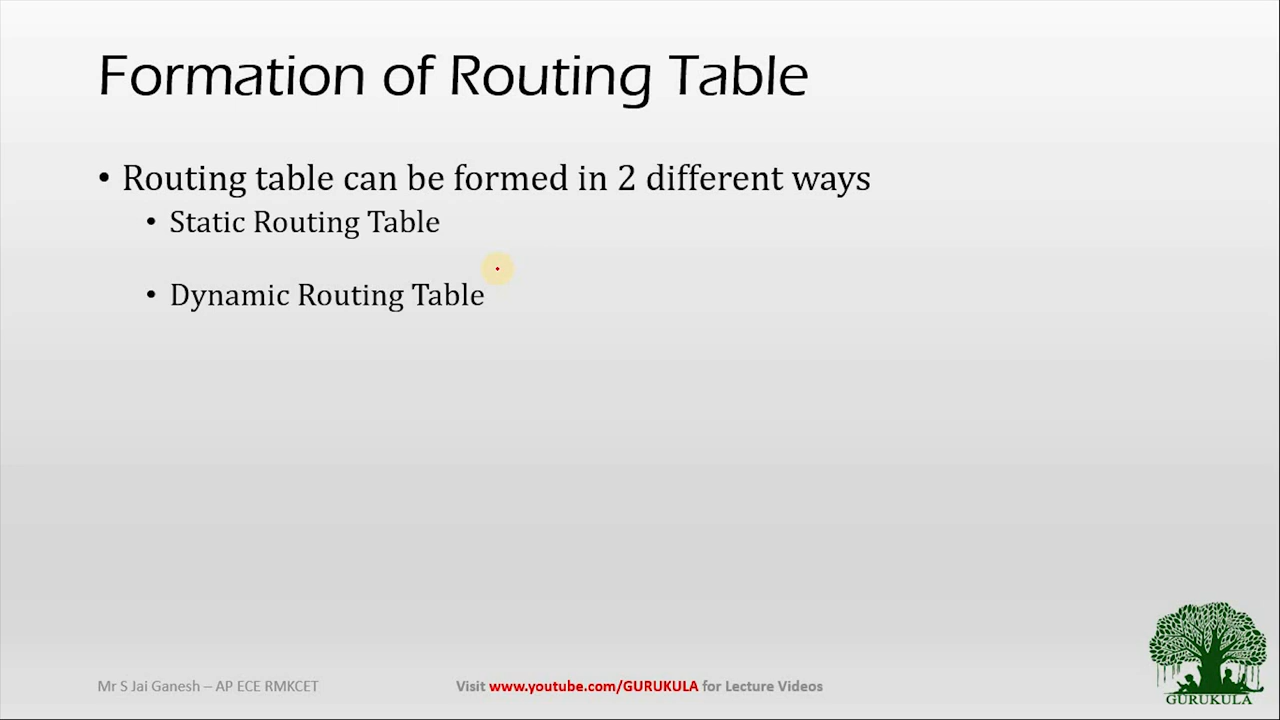 Formation of Routing Table
• Routing table can be formed in 2 different ways
• Static Routing Table
• Dynamic Routing Table
Mr S Jai Ganesh – AP ECE RMKCET
Visit www.youtube.com/GURUKULA for Lecture Videos
GURUKULA